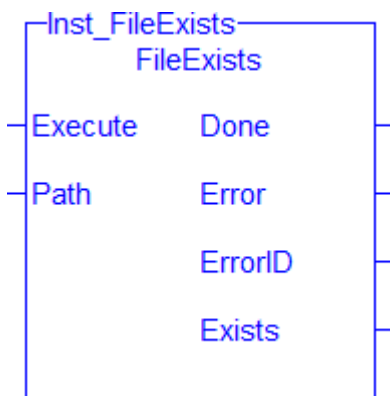 Inst_FileExists
FileExists
Execute Done
Path Error
ErrorID
Exists